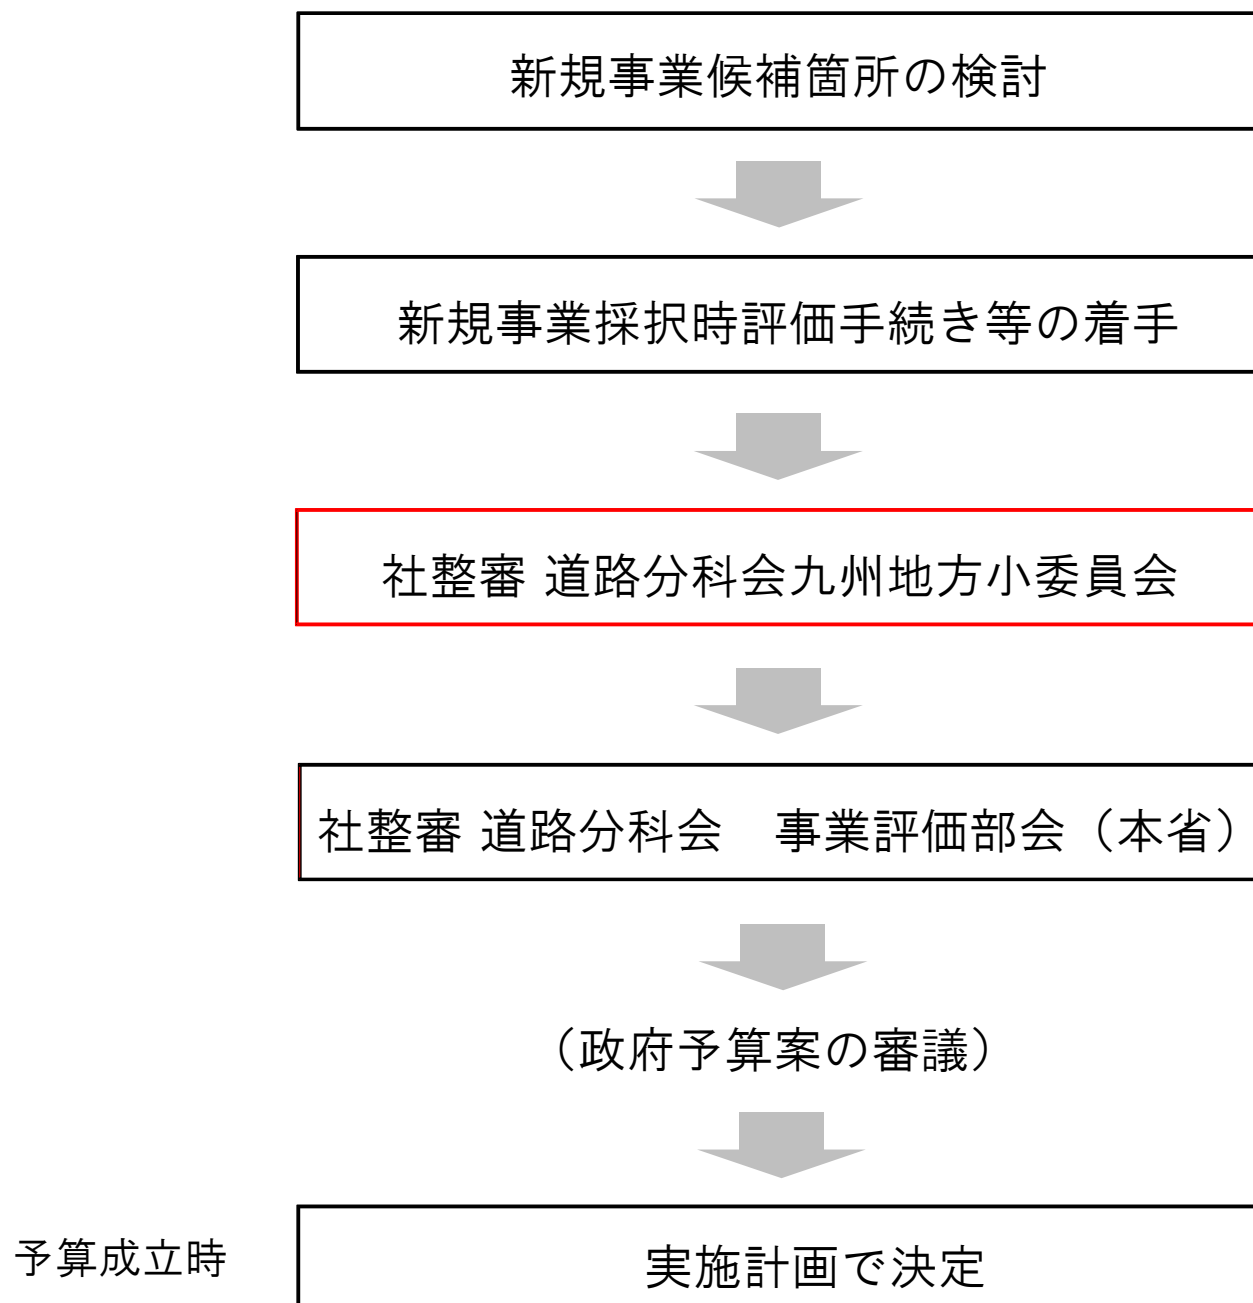 新規事業候補箇所の検討
新規事業採択時評価手続き等の着手
社整審 道路分科会九州地方小委員会
社整審 道路分科会　事業評価部会（本省）
（政府予算案の審議）
予算成立時
実施計画で決定